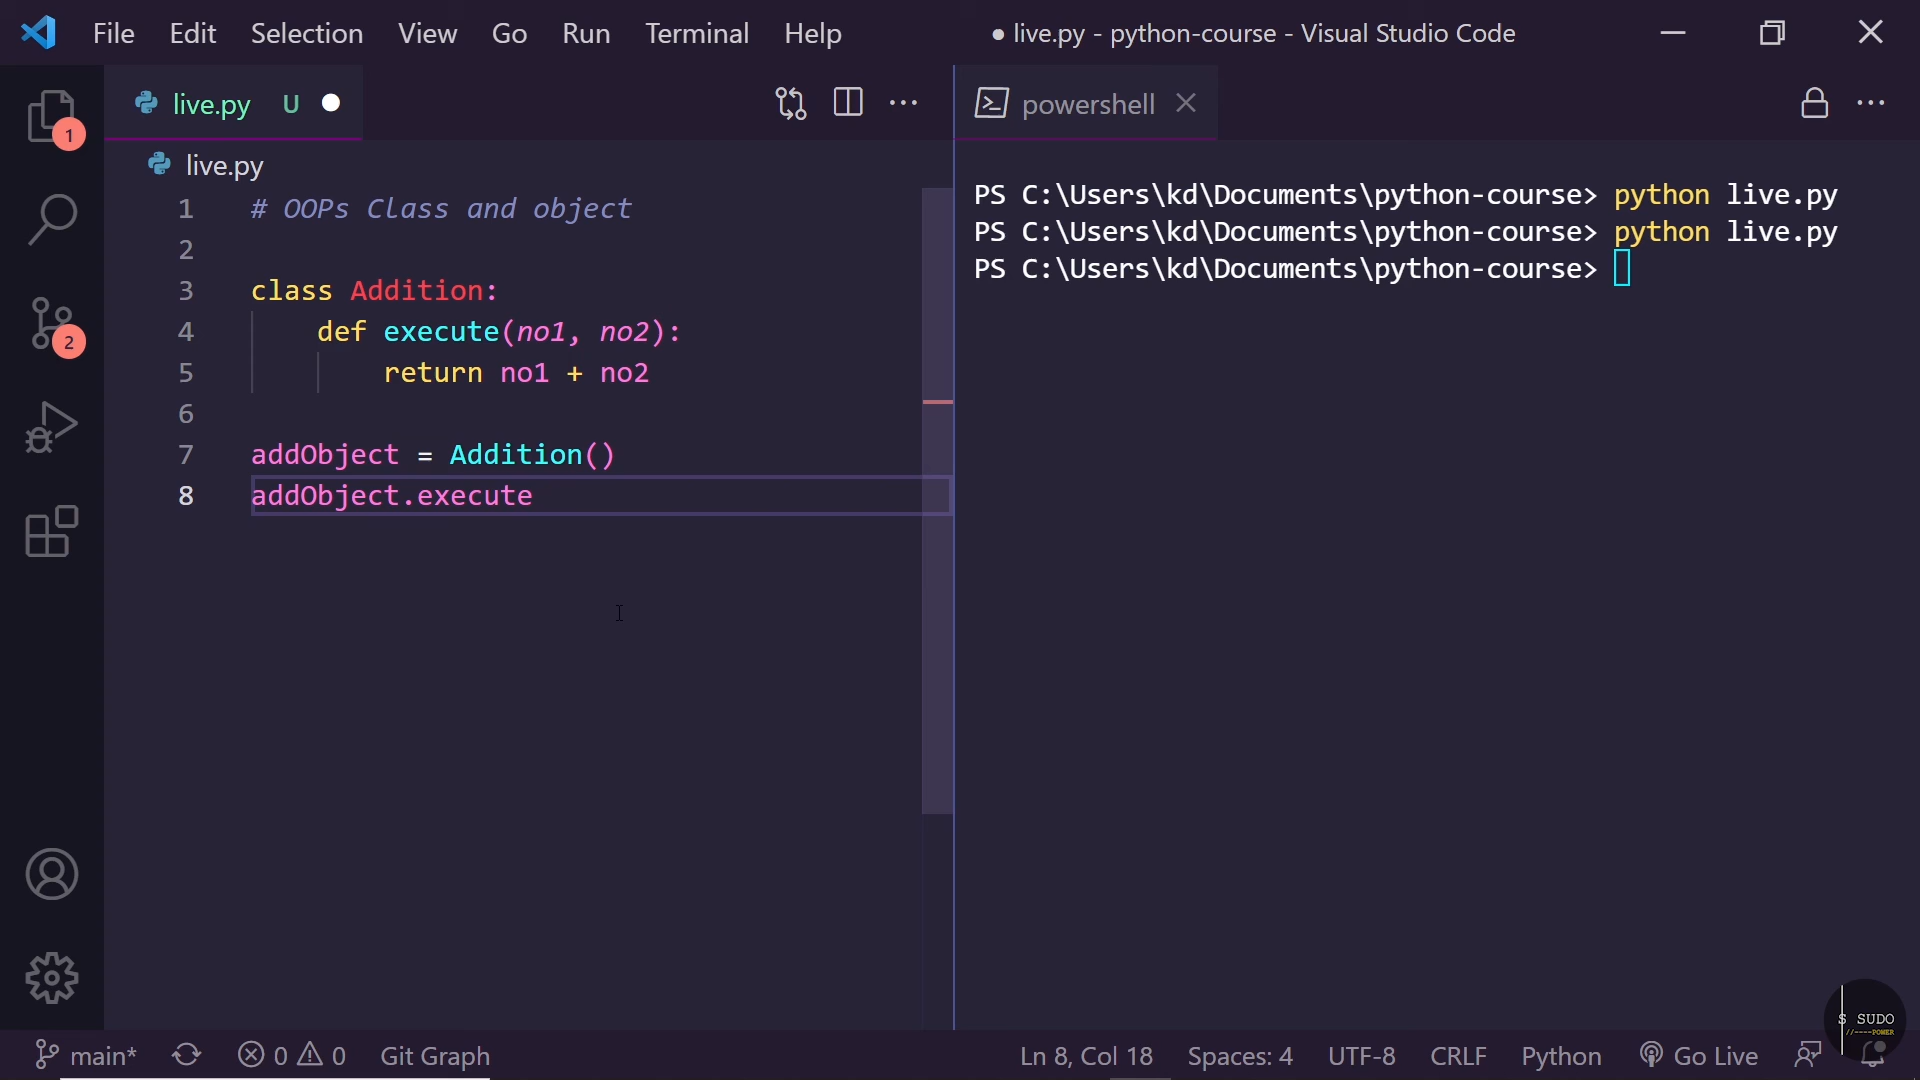 File Edit Selection View Go Run Terminal Help ● live.py - python-course - Visual Studio Code
live.py U
powershell
1
live.py
1 # OOPs Class and object
2
3 class Addition:
4     def execute(no1, no2):
5         return no1 + no2
6
7 addObject = Addition()
8 addObject.execute
2
PS C:\Users\kd\Documents\python-course> python live.py
PS C:\Users\kd\Documents\python-course> python live.py
PS C:\Users\kd\Documents\python-course>
$ SUDO
//----POWER
main* 0 0 Git Graph Ln 8, Col 18 Spaces: 4 UTF-8 CRLF Python Go Live